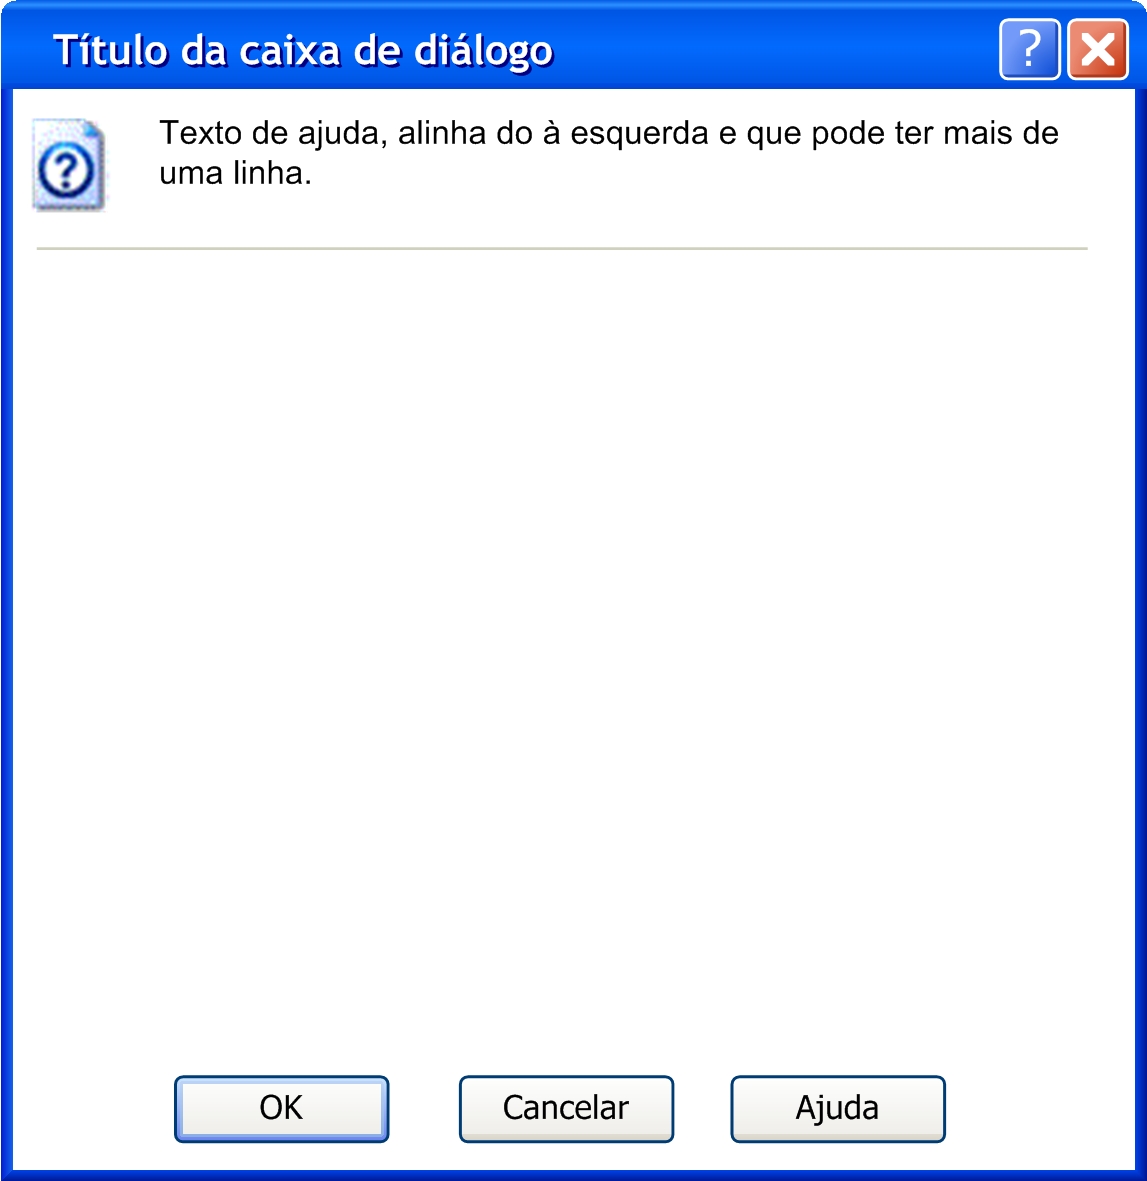 Título da caixa de diálogo
?
Texto de ajuda, alinha do à esquerda e que pode ter mais de
uma linha.
?
OK
Cancelar
Ajuda